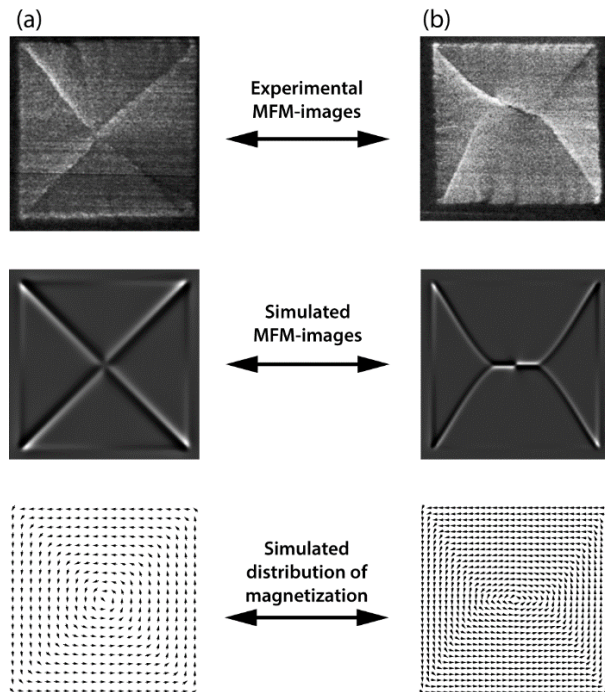 (a)
(b)
Experimental
MFM-images
Simulated
MFM-images
Simulated
distribution of
magnetization